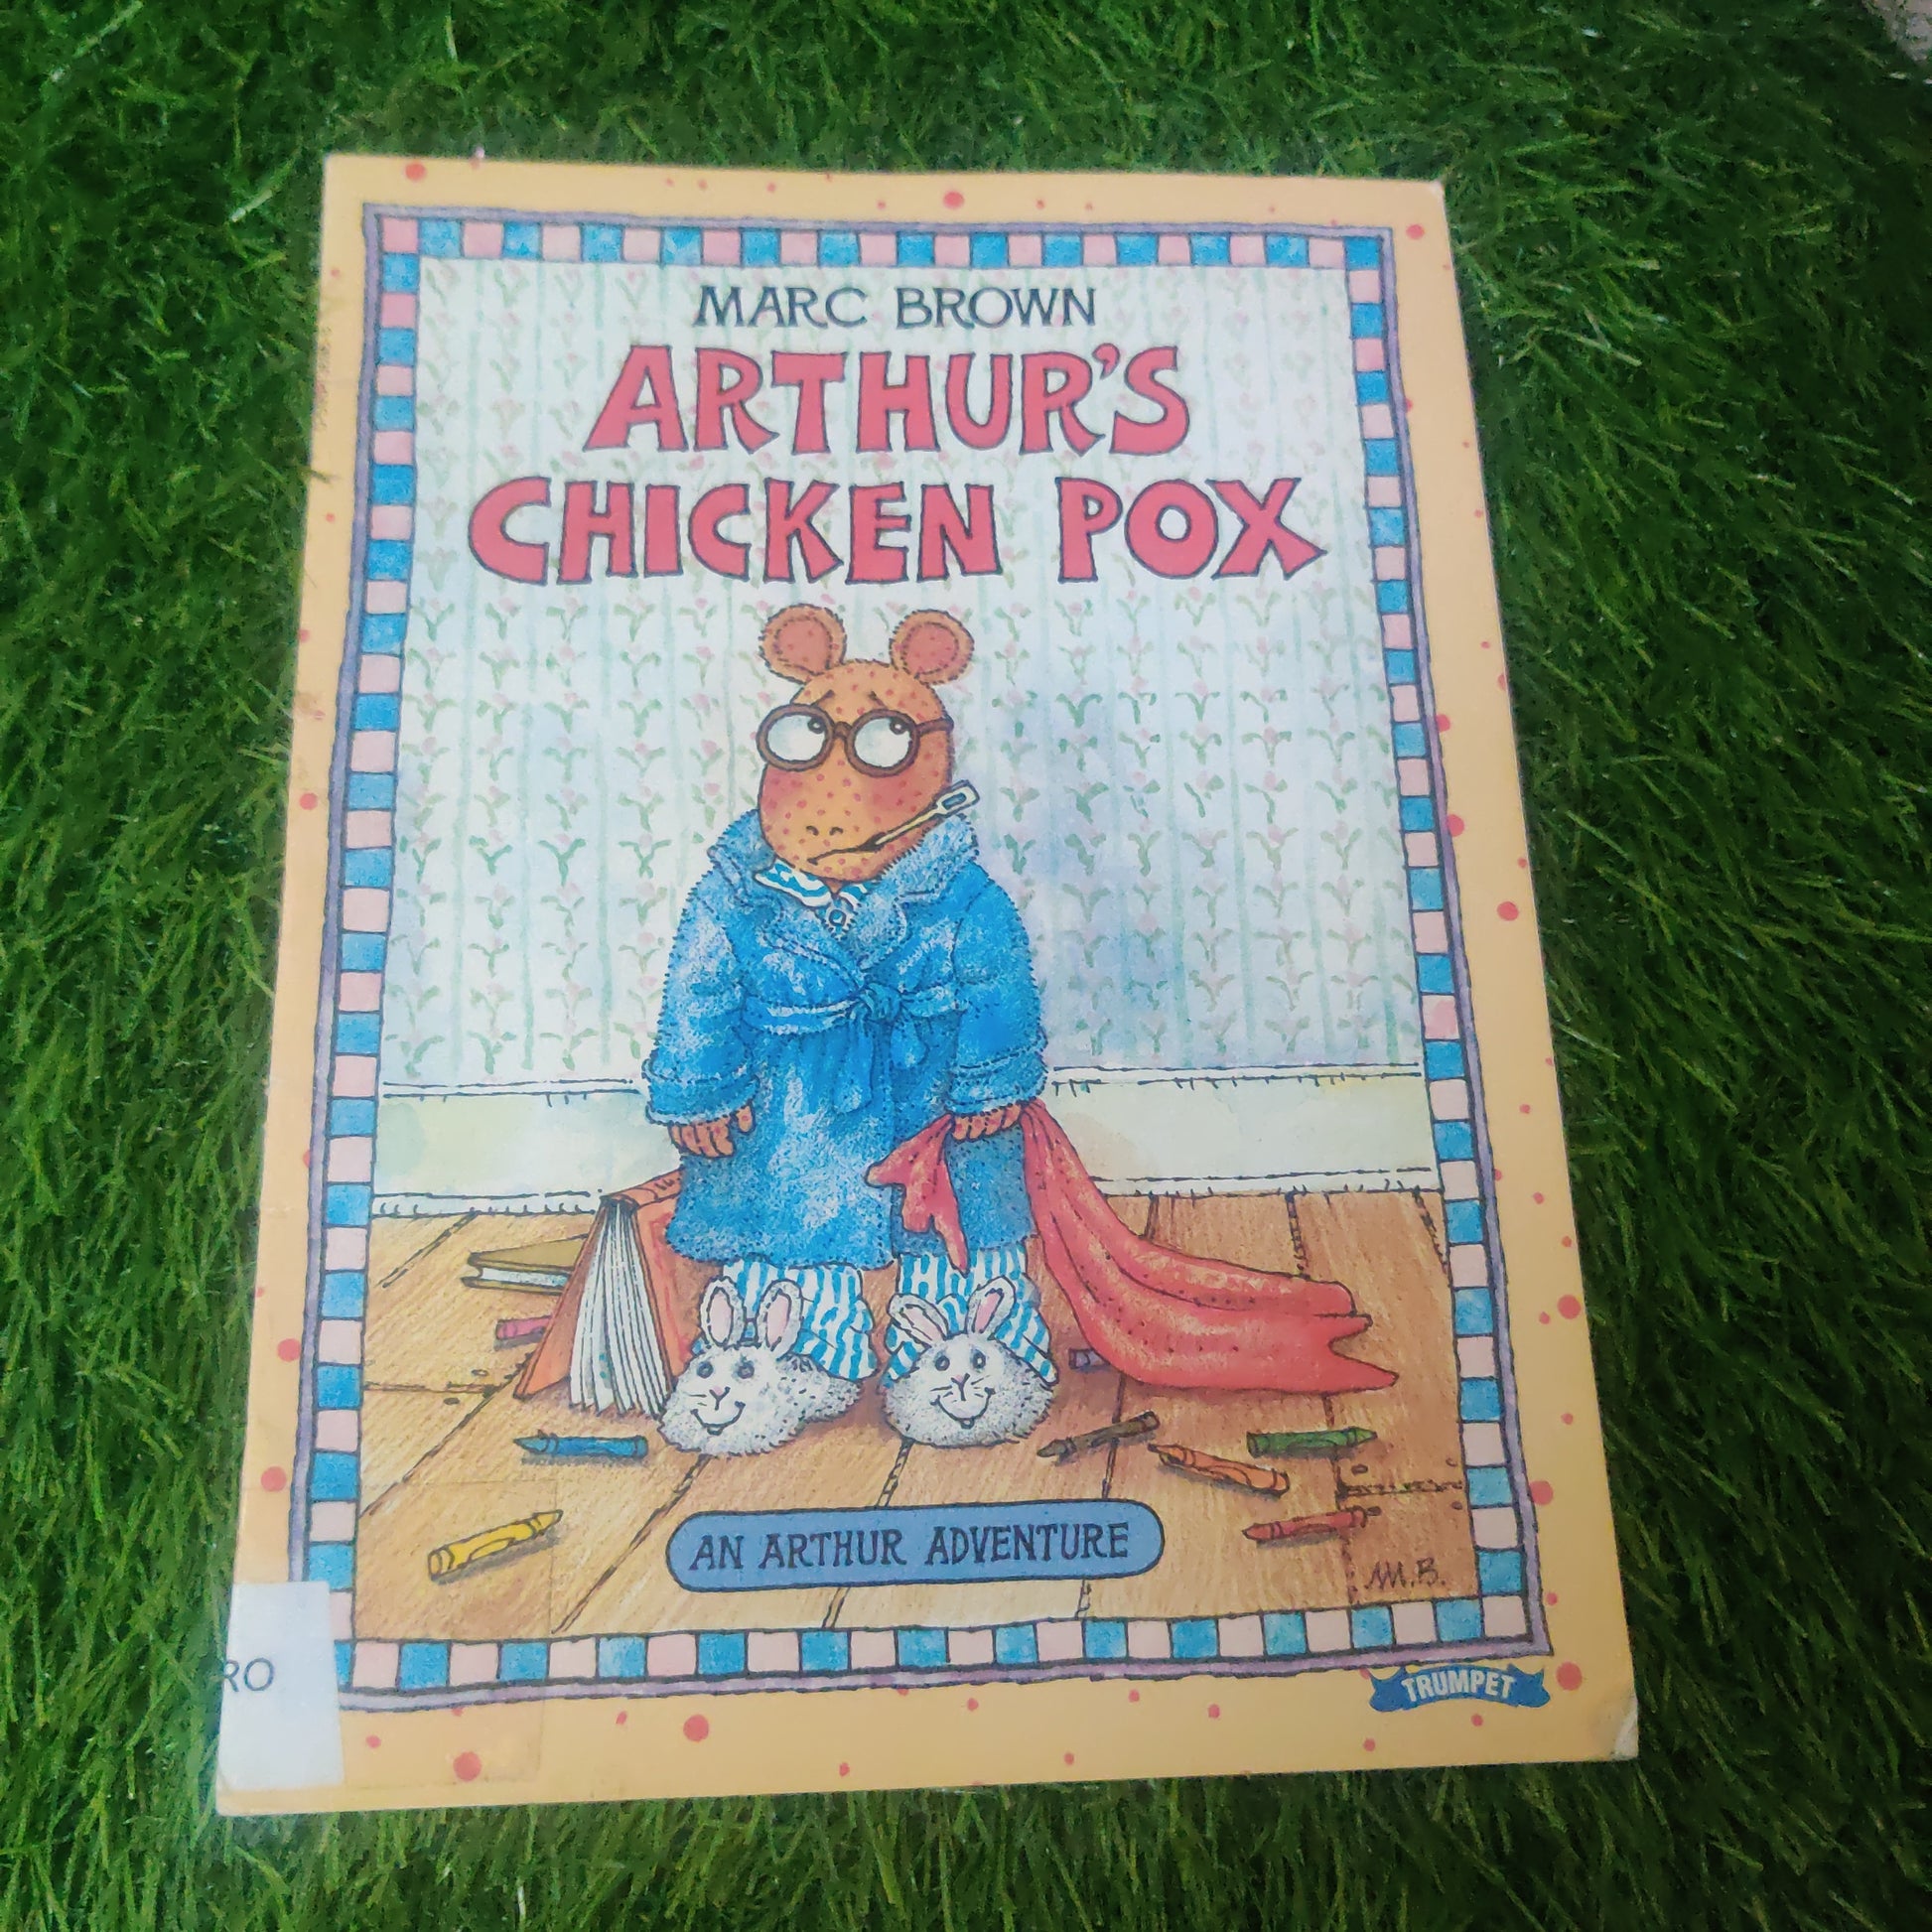 MARC BROWN
ARTHUR'S
CHICKEN POX
AN ARTHUR ADVENTURE
M.B.
RO
TRUMPET